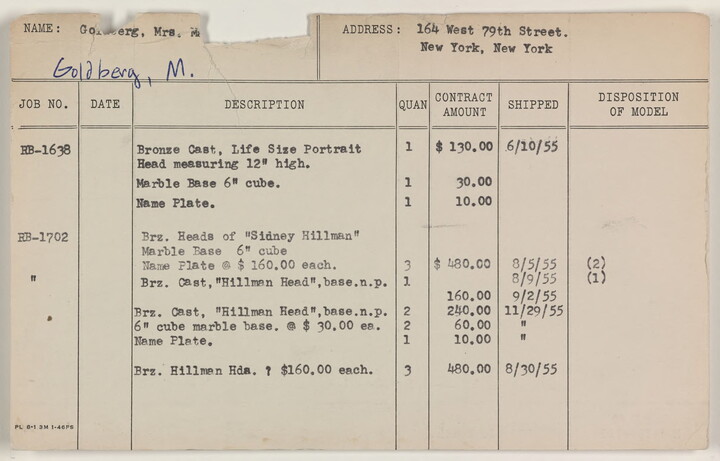 NAME: Goldberg, Mrs. M
ADDRESS: 164 West 79th Street.
New York, New York
Goldberg, M.
JOB NO. DATE DESCRIPTION QUAN CONTRACT AMOUNT SHIPPED DISPOSITION OF MODEL
RB-1638 Bronze Cast, Life Size Portrait 1 $ 130.00 6/10/55
Head measuring 12" high.
Marble Base 6" cube. 1 30.00
Name Plate. 1 10.00
RB-1702 Brz. Heads of "Sidney Hillman"
Marble Base 6" cube
Name Plate @ $ 160.00 each. 3 $ 480.00 8/5/55 (2)
" Brz. Cast,"Hillman Head",base.n.p. 1 8/9/55 (1)
160.00 9/2/55
Brz. Cast, "Hillman Head",base.n.p. 2 240.00 11/29/55
6" cube marble base. @ $ 30.00 ea. 2 60.00 "
Name Plate. 1 10.00 "
Brz. Hillman Hds. ? $160.00 each. 3 480.00 8/30/55